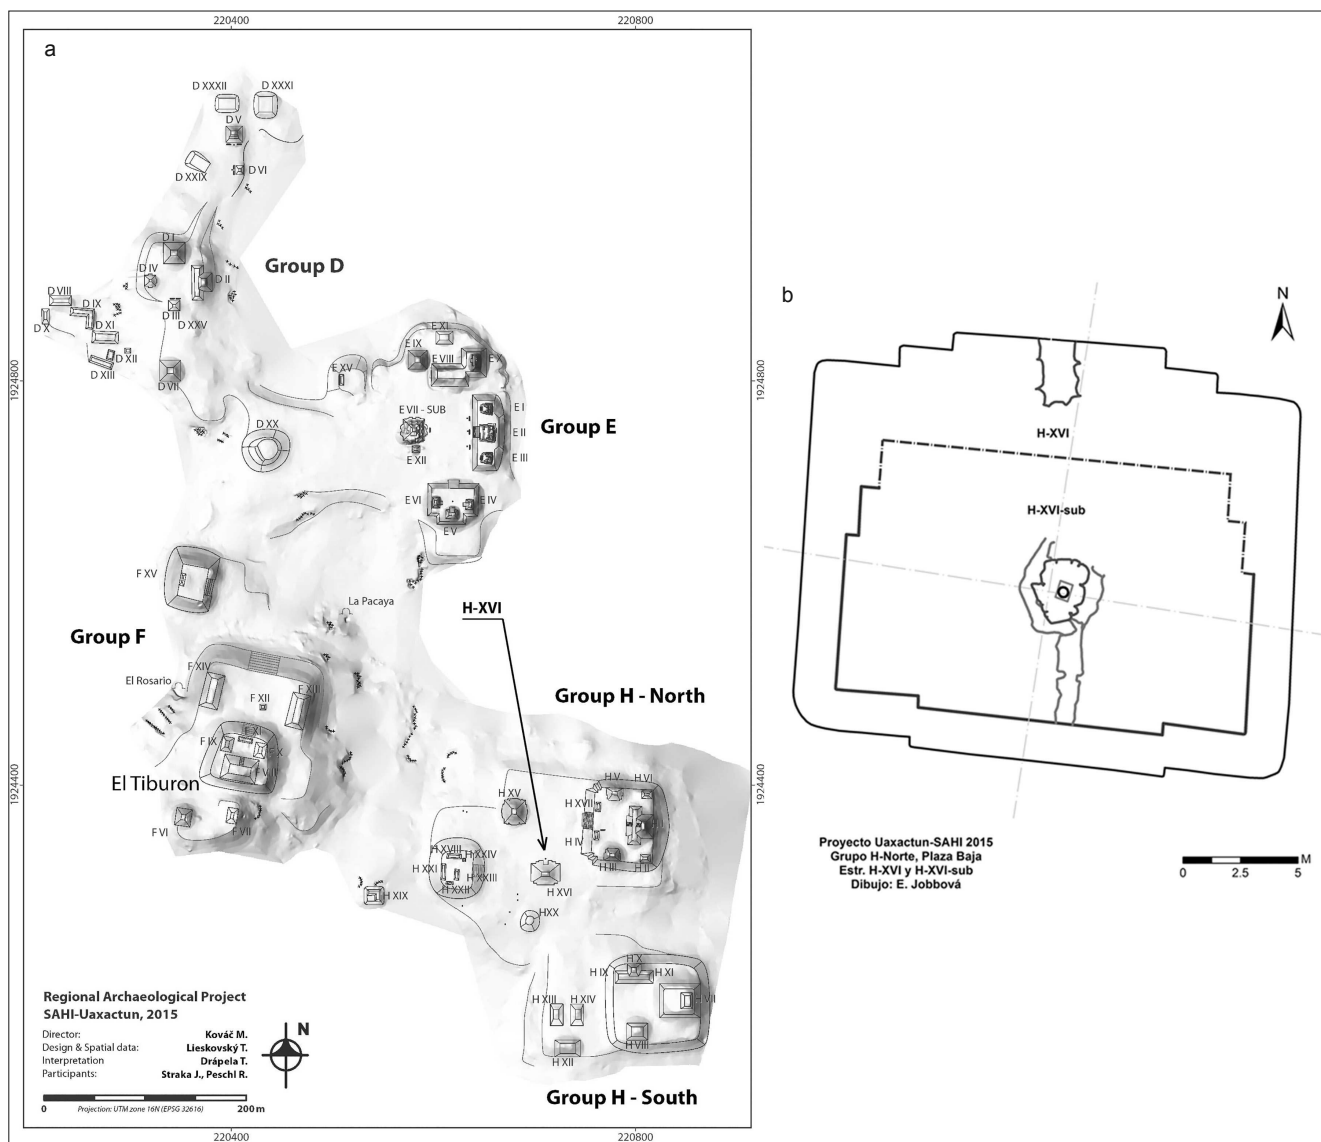 220400
220800
a
D XXXII
D XXXI
D V
D XXIX
D VI
Group D
D I
D IV
D II
D VIII
D IX
D III
D XXV
D X
D XI
D XII
D XIII
D VII
E XI
E IX
E VIII
E X
E XV
1924800
1924800
E VII - SUB
E I
E II
Group E
D XX
E XII
E III
E VI
E IV
E V
F XV
La Pacaya
H-XVI
Group F
F XIV
El Rosario
F XIII
F XII
Group H - North
F XI
F IX
F X
El Tiburon
H V
H VI
1924400
1924400
H XV
H XVII
F VI
F VII
H IV
H XVIII
H XXIV
H XXI
H XXIII
H III
H II
H XXII
H XVI
H XIX
HXX
H X
H IX
H XI
H XIII
H XIV
H VII
H VIII
H XII
Group H - South
Regional Archaeological Project
SAHI-Uaxactun, 2015
Director: Kováč M.
Design & Spatial data: Lieskovský T.
Interpretation Drápela T.
Participants: Straka J., Peschl R.
N
0 Projection: UTM zone 16N (EPSG 32616) 200 m
220400
220800
b
N
H-XVI
H-XVI-sub
Proyecto Uaxactun-SAHI 2015
Grupo H-Norte, Plaza Baja
Estr. H-XVI y H-XVI-sub
Dibujo: E. Jobbová
M
0 2.5 5